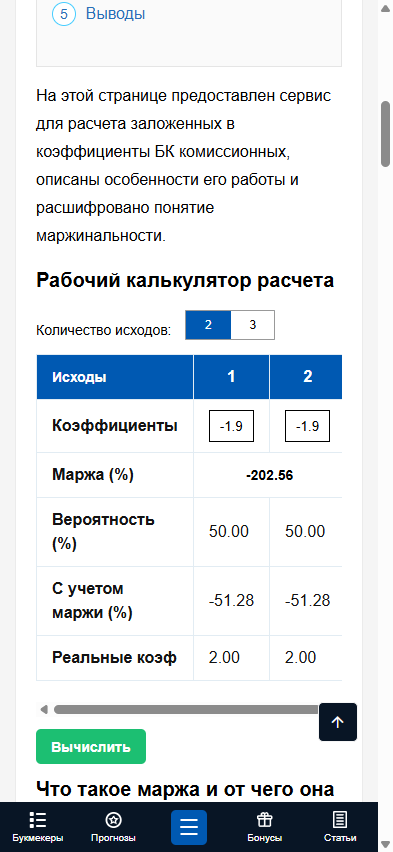 5 Выводы
На этой странице предоставлен сервис
для расчета заложенных в
коэффициенты БК комиссионных,
описаны особенности его работы и
расшифровано понятие
маржинальности.
Рабочий калькулятор расчета
Количество исходов: 2 3
Исходы 1 2
Коэффициенты -1.9 -1.9
Маржа (%) -202.56
Вероятность
(%) 50.00 50.00
С учетом
маржи (%) -51.28 -51.28
Реальные коэф 2.00 2.00
Вычислить
Что такое маржа и от чего она
Букмекеры Прогнозы Бонусы Статьи